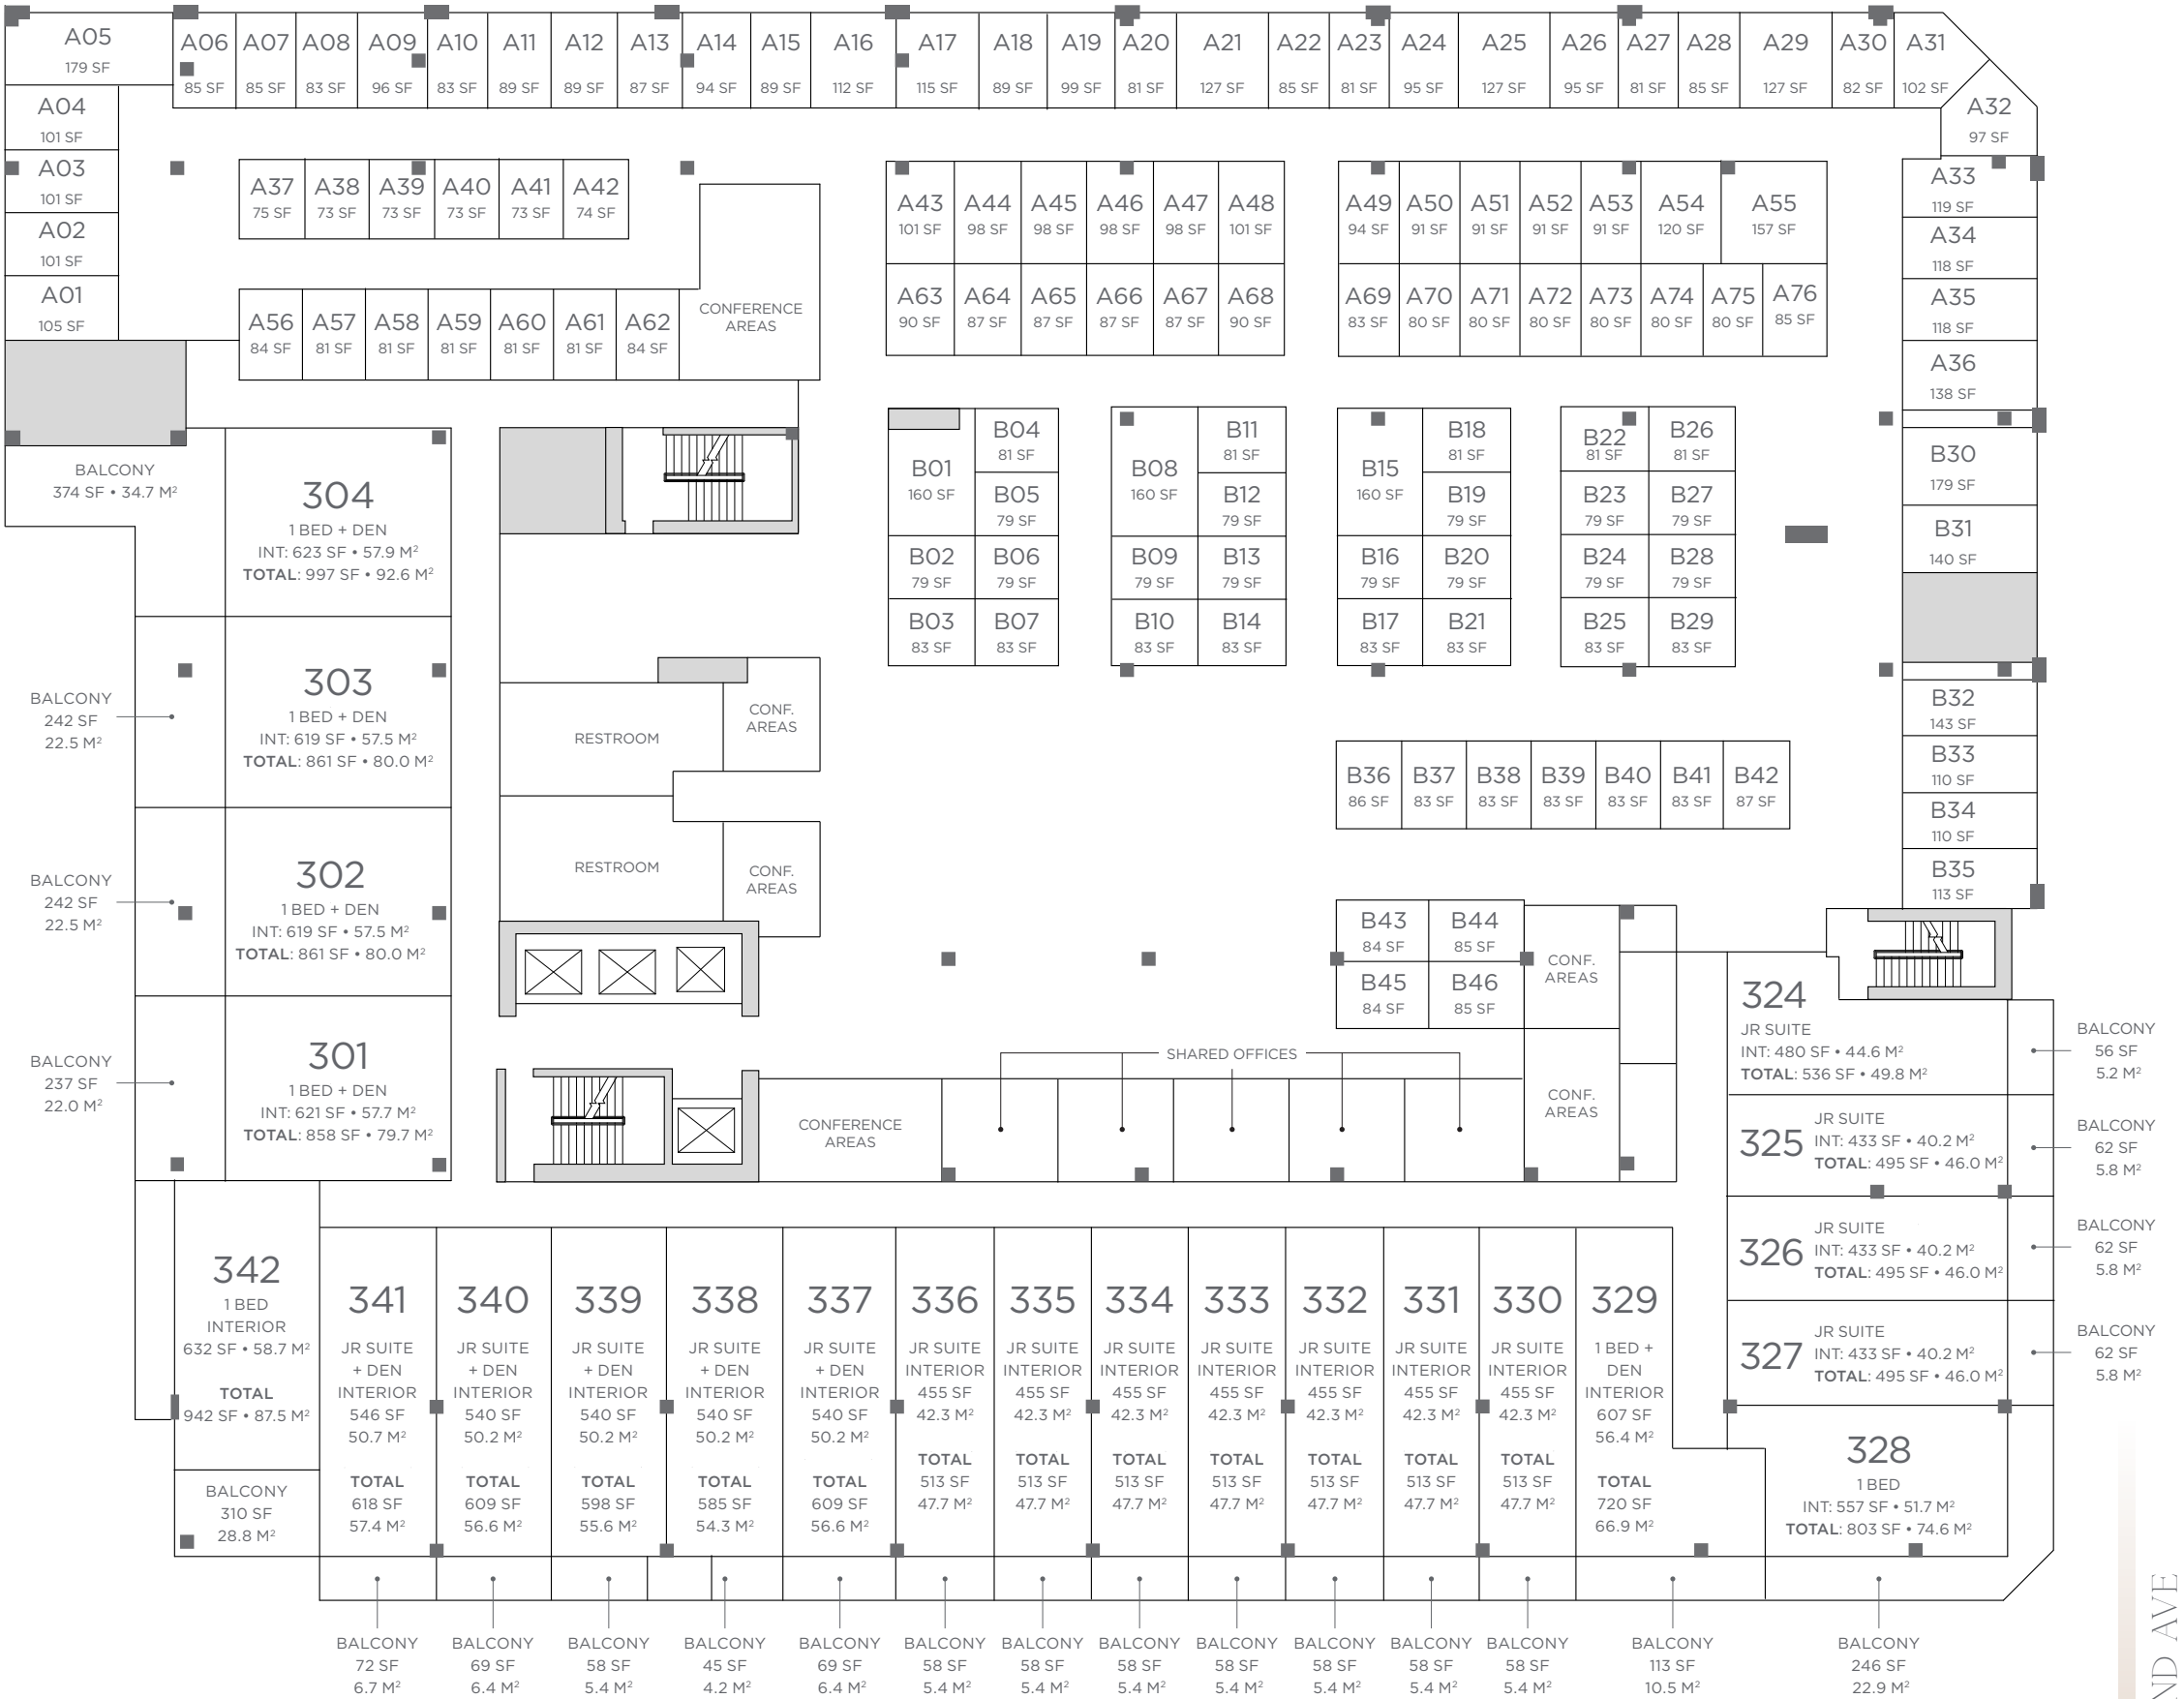 A05
179 SF
A06
85 SF
A07
85 SF
A08
83 SF
A09
96 SF
A10
83 SF
A11
89 SF
A12
89 SF
A13
87 SF
A14
94 SF
A15
89 SF
A16
112 SF
A17
115 SF
A18
89 SF
A19
99 SF
A20
81 SF
A21
127 SF
A22
85 SF
A23
81 SF
A24
95 SF
A25
127 SF
A26
95 SF
A27
81 SF
A28
85 SF
A29
127 SF
A30
82 SF
A31
102 SF
A32
97 SF
A04
101 SF
A03
101 SF
A02
101 SF
A01
105 SF
A37
75 SF
A38
73 SF
A39
73 SF
A40
73 SF
A41
73 SF
A42
74 SF
A43
101 SF
A44
98 SF
A45
98 SF
A46
98 SF
A47
98 SF
A48
101 SF
A49
94 SF
A50
91 SF
A51
91 SF
A52
91 SF
A53
91 SF
A54
120 SF
A55
157 SF
A33
119 SF
A34
118 SF
A35
118 SF
A36
138 SF
A56
84 SF
A57
81 SF
A58
81 SF
A59
81 SF
A60
81 SF
A61
81 SF
A62
84 SF
CONFERENCE
AREAS
A63
90 SF
A64
87 SF
A65
87 SF
A66
87 SF
A67
87 SF
A68
90 SF
A69
83 SF
A70
80 SF
A71
80 SF
A72
80 SF
A73
80 SF
A74
80 SF
A75
80 SF
A76
85 SF
BALCONY
374 SF • 34.7 M²
304
1 BED + DEN
INT: 623 SF • 57.9 M²
TOTAL: 997 SF • 92.6 M²
B01
160 SF
B04
81 SF
B05
79 SF
B02
79 SF
B06
79 SF
B03
83 SF
B07
83 SF
B08
160 SF
B11
81 SF
B12
79 SF
B09
79 SF
B13
79 SF
B10
83 SF
B14
83 SF
B15
160 SF
B18
81 SF
B19
79 SF
B16
79 SF
B20
79 SF
B17
83 SF
B21
83 SF
B22
81 SF
B26
81 SF
B23
79 SF
B27
79 SF
B24
79 SF
B28
79 SF
B25
83 SF
B29
83 SF
B30
179 SF
B31
140 SF
BALCONY
242 SF
22.5 M²
303
1 BED + DEN
INT: 619 SF • 57.5 M²
TOTAL: 861 SF • 80.0 M²
RESTROOM
CONF.
AREAS
B32
143 SF
B33
110 SF
B34
110 SF
B35
113 SF
B36
86 SF
B37
83 SF
B38
83 SF
B39
83 SF
B40
83 SF
B41
83 SF
B42
87 SF
BALCONY
242 SF
22.5 M²
302
1 BED + DEN
INT: 619 SF • 57.5 M²
TOTAL: 861 SF • 80.0 M²
RESTROOM
CONF.
AREAS
B43
84 SF
B44
85 SF
B45
84 SF
B46
85 SF
CONF.
AREAS
BALCONY
237 SF
22.0 M²
301
1 BED + DEN
INT: 621 SF • 57.7 M²
TOTAL: 858 SF • 79.7 M²
SHARED OFFICES
CONFERENCE
AREAS
CONF.
AREAS
324
JR SUITE
INT: 480 SF • 44.6 M²
TOTAL: 536 SF • 49.8 M²
BALCONY
56 SF
5.2 M²
325
JR SUITE
INT: 433 SF • 40.2 M²
TOTAL: 495 SF • 46.0 M²
BALCONY
62 SF
5.8 M²
326
JR SUITE
INT: 433 SF • 40.2 M²
TOTAL: 495 SF • 46.0 M²
BALCONY
62 SF
5.8 M²
327
JR SUITE
INT: 433 SF • 40.2 M²
TOTAL: 495 SF • 46.0 M²
BALCONY
62 SF
5.8 M²
342
1 BED
INTERIOR
632 SF • 58.7 M²
TOTAL
942 SF • 87.5 M²
BALCONY
310 SF
28.8 M²
341
JR SUITE
+ DEN
INTERIOR
546 SF
50.7 M²
TOTAL
618 SF
57.4 M²
340
JR SUITE
+ DEN
INTERIOR
540 SF
50.2 M²
TOTAL
609 SF
56.6 M²
339
JR SUITE
+ DEN
INTERIOR
540 SF
50.2 M²
TOTAL
598 SF
55.6 M²
338
JR SUITE
+ DEN
INTERIOR
540 SF
50.2 M²
TOTAL
585 SF
54.3 M²
337
JR SUITE
+ DEN
INTERIOR
540 SF
50.2 M²
TOTAL
609 SF
56.6 M²
336
JR SUITE
INTERIOR
455 SF
42.3 M²
TOTAL
513 SF
47.7 M²
335
JR SUITE
INTERIOR
455 SF
42.3 M²
TOTAL
513 SF
47.7 M²
334
JR SUITE
INTERIOR
455 SF
42.3 M²
TOTAL
513 SF
47.7 M²
333
JR SUITE
INTERIOR
455 SF
42.3 M²
TOTAL
513 SF
47.7 M²
332
JR SUITE
INTERIOR
455 SF
42.3 M²
TOTAL
513 SF
47.7 M²
331
JR SUITE
INTERIOR
455 SF
42.3 M²
TOTAL
513 SF
47.7 M²
330
JR SUITE
INTERIOR
455 SF
42.3 M²
TOTAL
513 SF
47.7 M²
329
1 BED +
DEN
INTERIOR
607 SF
56.4 M²
TOTAL
720 SF
66.9 M²
328
1 BED
INT: 557 SF • 51.7 M²
TOTAL: 803 SF • 74.6 M²
BALCONY
72 SF
6.7 M²
BALCONY
69 SF
6.4 M²
BALCONY
58 SF
5.4 M²
BALCONY
45 SF
4.2 M²
BALCONY
69 SF
6.4 M²
BALCONY
58 SF
5.4 M²
BALCONY
58 SF
5.4 M²
BALCONY
58 SF
5.4 M²
BALCONY
58 SF
5.4 M²
BALCONY
58 SF
5.4 M²
BALCONY
58 SF
5.4 M²
BALCONY
58 SF
5.4 M²
BALCONY
113 SF
10.5 M²
BALCONY
246 SF
22.9 M²
ND AVE